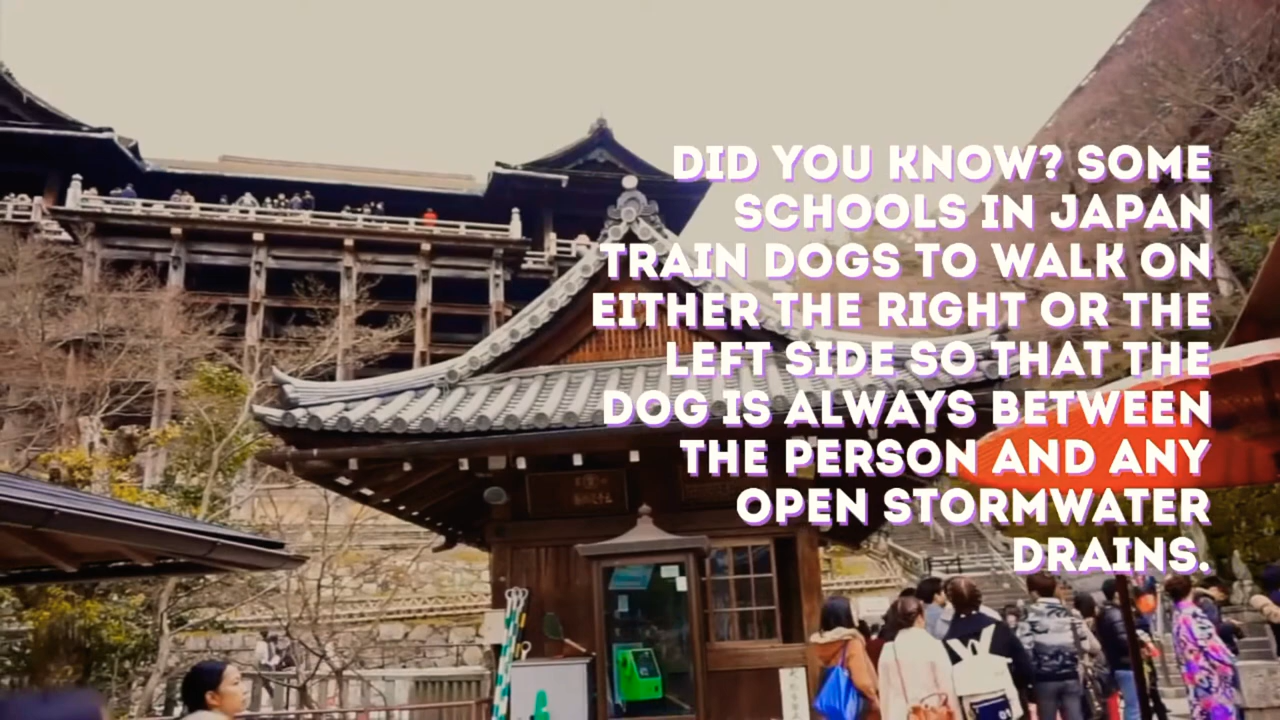 DID YOU KNOW? SOME
SCHOOLS IN JAPAN
TRAIN DOGS TO WALK ON
EITHER THE RIGHT OR THE
LEFT SIDE SO THAT THE
DOG IS ALWAYS BETWEEN
THE PERSON AND ANY
OPEN STORMWATER
DRAINS.